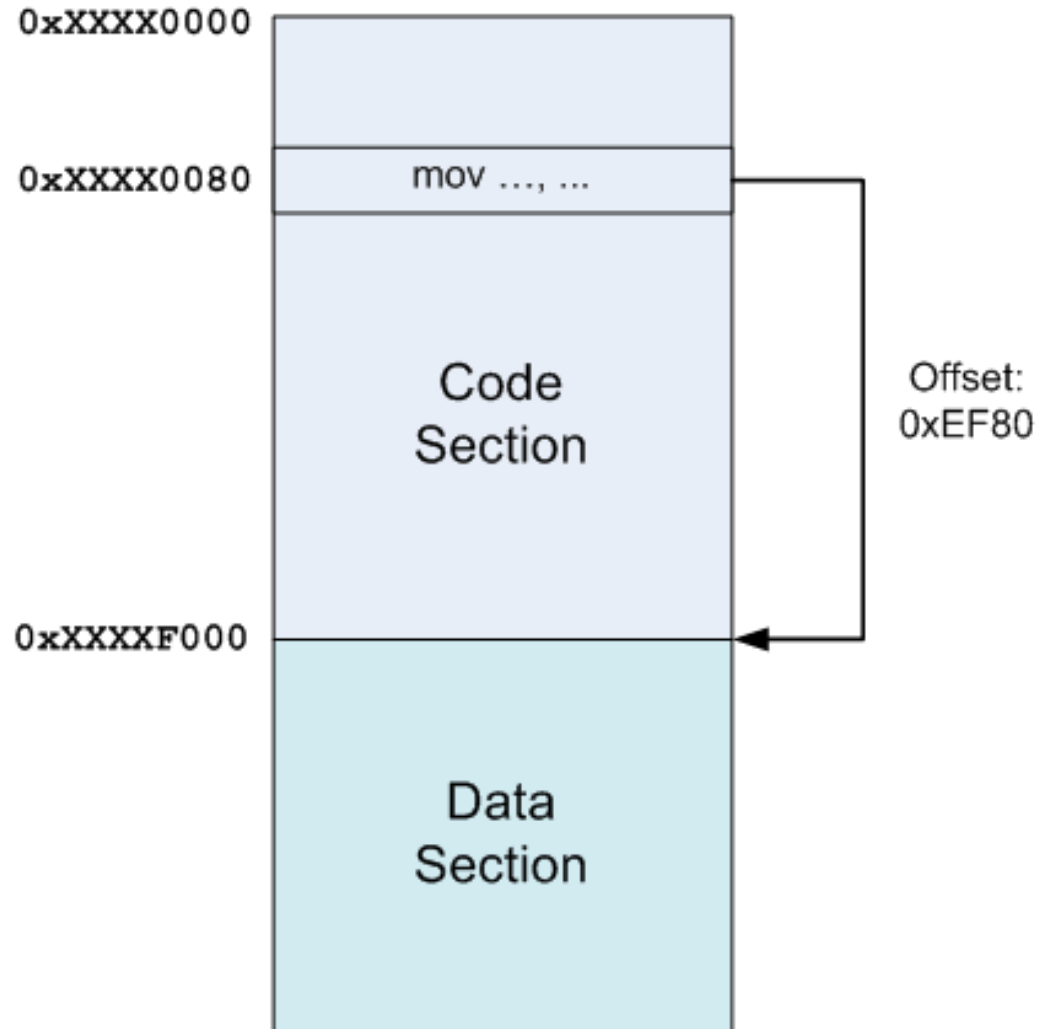 0xXXXX0000
0xXXXX0080
mov ..., ...
Code
Section
Offset:
0xEF80
0xXXXXF000
Data
Section